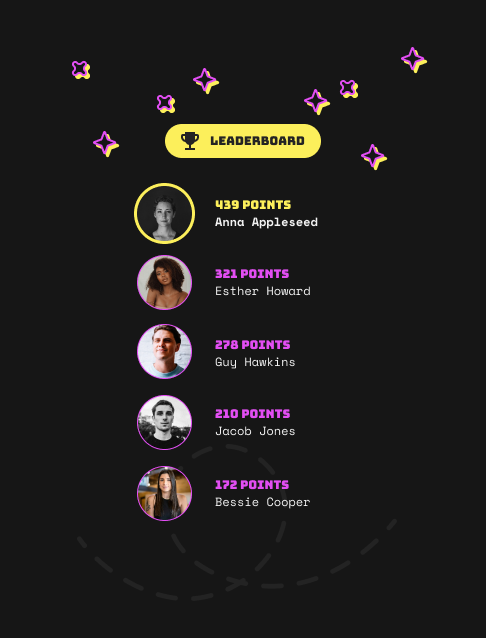 LEADERBOARD
439 POINTS
Anna Appleseed
321 POINTS
Esther Howard
278 POINTS
Guy Hawkins
210 POINTS
Jacob Jones
172 POINTS
Bessie Cooper